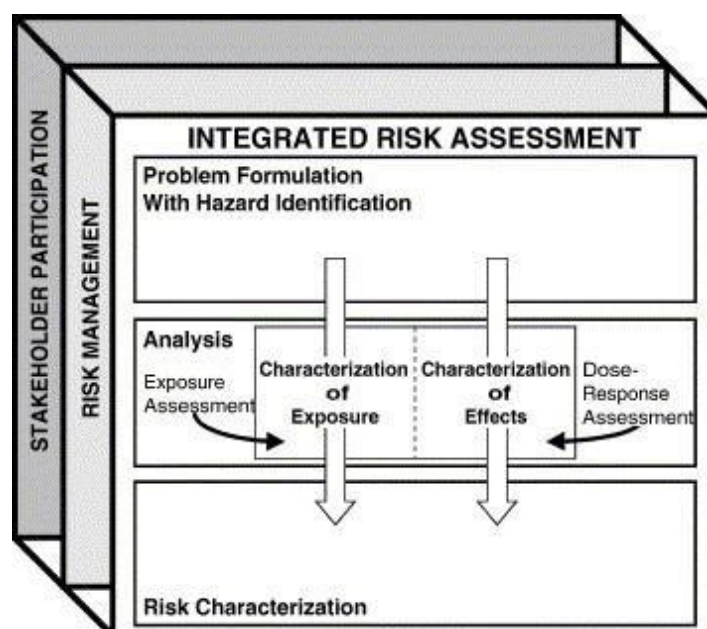 STAKEHOLDER PARTICIPATION
RISK MANAGEMENT
INTEGRATED RISK ASSESSMENT
Problem Formulation
With Hazard Identification
Analysis
Exposure
Assessment
Characterization
of
Exposure
Characterization
of
Effects
Dose-
Response
Assessment
Risk Characterization